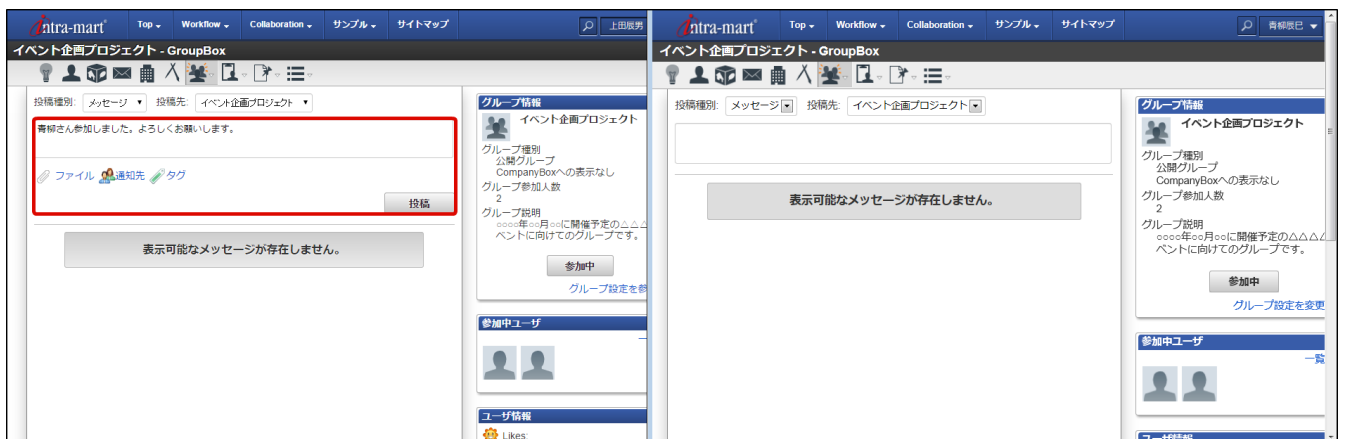 intra-mart
Top
Workflow
Collaboration
サンプル
サイトマップ
上田辰男
イベント企画プロジェクト - GroupBox
投稿種別:
メッセージ
投稿先:
イベント企画プロジェクト
青柳さん参加しました。よろしくお願いします。
ファイル
通知先
タグ
投稿
表示可能なメッセージが存在しません。
グループ情報
イベント企画プロジェクト
グループ種別
公開グループ
CompanyBoxへの表示なし
グループ参加人数
2
グループ説明
○○○○年○○月○○に開催予定の△△△
ベントに向けてのグループです。
参加中
グループ設定を参
参加中ユーザ
一
ユーザ情報
Likes:
intra-mart
Top
Workflow
Collaboration
サンプル
サイトマップ
青柳辰巳
イベント企画プロジェクト - GroupBox
投稿種別:
メッセージ
投稿先:
イベント企画プロジェクト
表示可能なメッセージが存在しません。
グループ情報
イベント企画プロジェクト
グループ種別
公開グループ
CompanyBoxへの表示なし
グループ参加人数
2
グループ説明
○○○○年○○月○○に開催予定の△△△△
ベントに向けてのグループです。
参加中
グループ設定を変更
参加中ユーザ
一覧
ユーザ情報